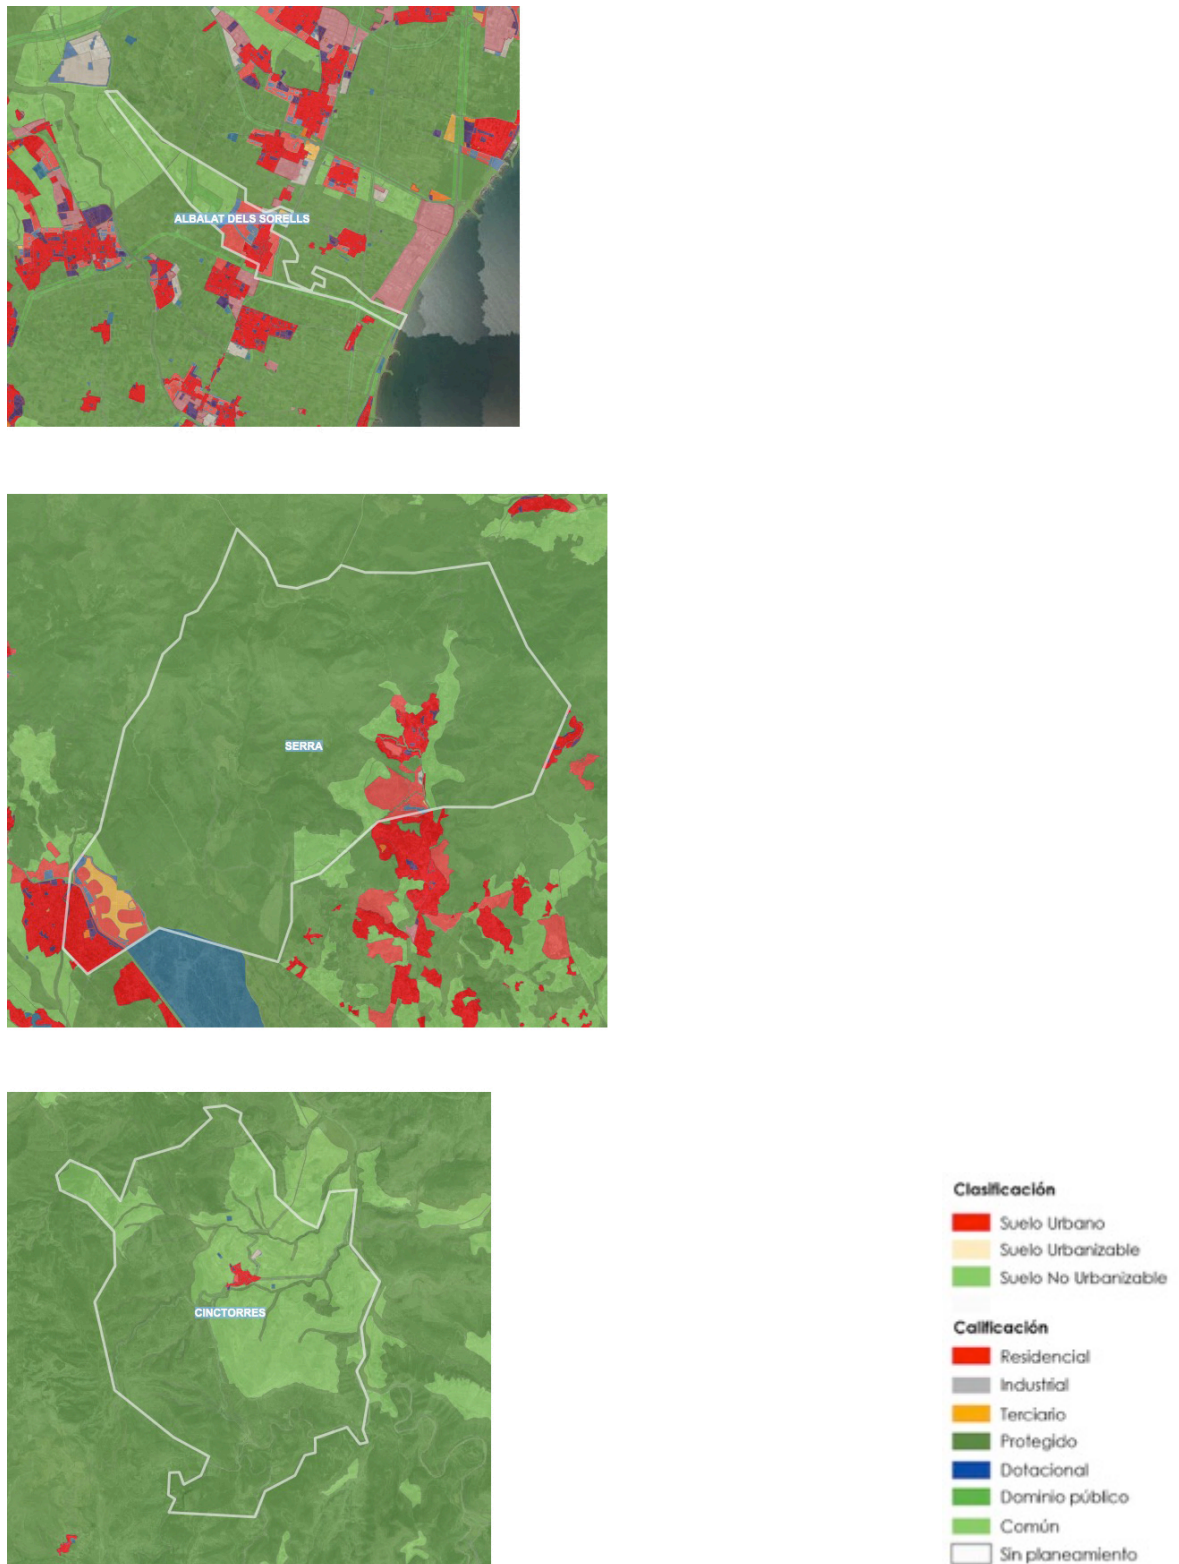 ALBALAT DELS SORELLS
SERRA
CINCTORRES
Clasificación
Suelo Urbano
Suelo Urbanizable
Suelo No Urbanizable
Calificación
Residencial
Industrial
Terciario
Protegido
Dotacional
Dominio público
Común
Sin planeamiento